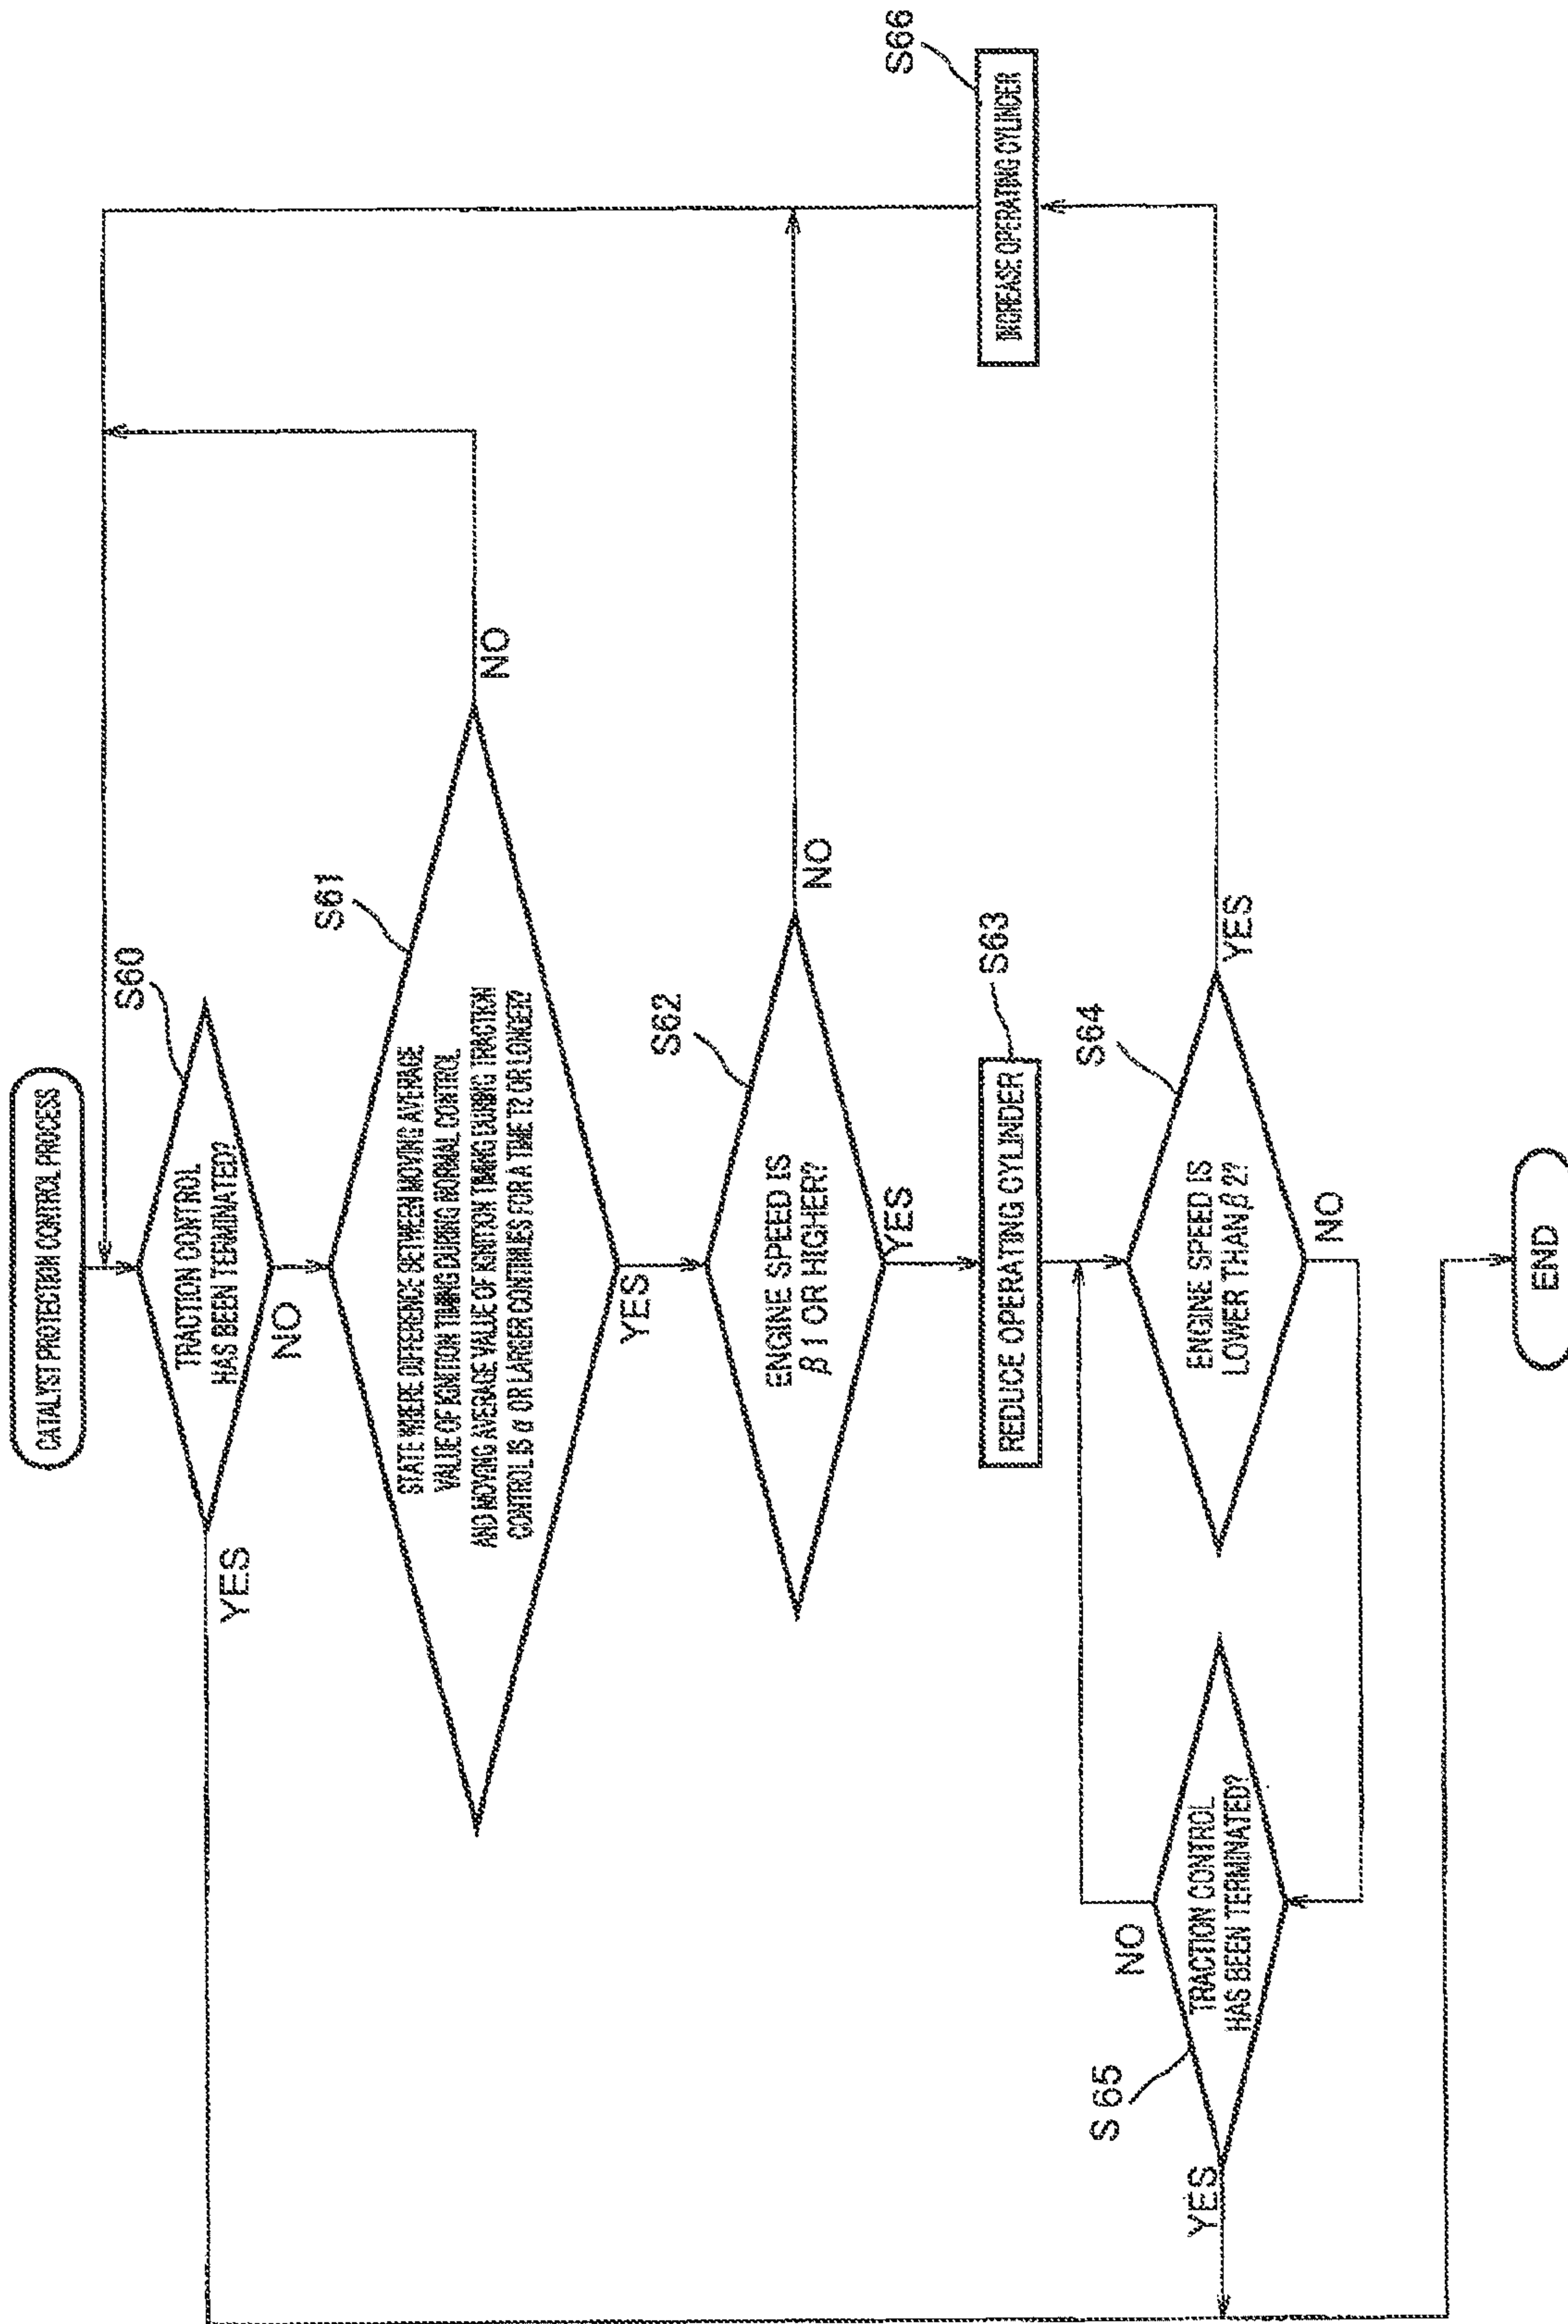 CATALYST PROTECTION CONTROL PROCESS
S60
TRACTION CONTROL
HAS BEEN TERMINATED?
YES
NO
S61
STATE WHERE DIFFERENCE BETWEEN MOVING AVERAGE
VALUE OF IGNITION TIMING DURING NORMAL CONTROL
AND MOVING AVERAGE VALUE OF IGNITION TIMING DURING TRACTION
CONTROL IS α OR LARGER CONTINUES FOR A TIME T2 OR LONGER?
NO
YES
S62
ENGINE SPEED IS
β1 OR HIGHER?
NO
YES
S63
REDUCE OPERATING CYLINDER
S66
INCREASE OPERATING CYLINDER
S64
ENGINE SPEED IS
LOWER THAN β2?
YES
NO
S65
TRACTION CONTROL
HAS BEEN TERMINATED?
NO
YES
END